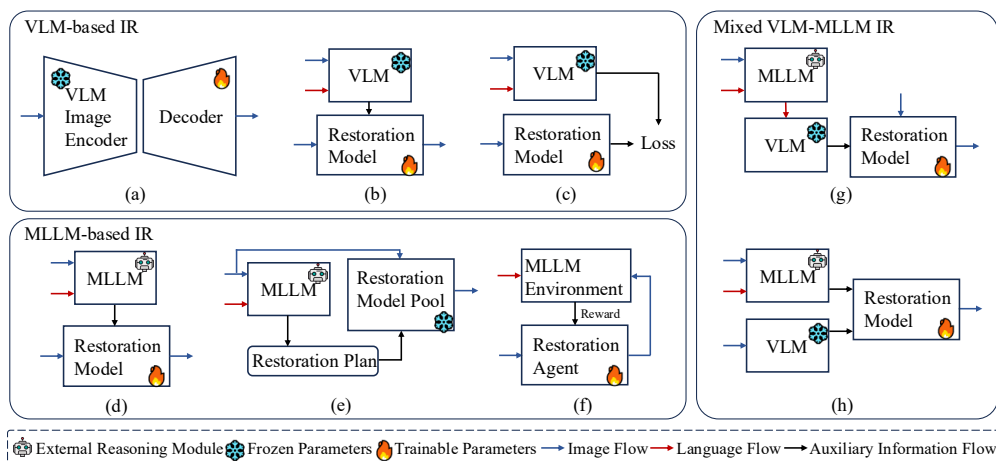 VLM-based IR
VLM
Image
Encoder
Decoder
(a)
VLM
Restoration
Model
(b)
VLM
Restoration
Model
Loss
(c)
MLLM-based IR
MLLM
Restoration
Model
(d)
MLLM
Restoration
Model Pool
Restoration Plan
(e)
MLLM
Environment
Reward
Restoration
Agent
(f)
Mixed VLM-MLLM IR
MLLM
VLM
Restoration
Model
(g)
MLLM
VLM
Restoration
Model
(h)
External Reasoning Module
Frozen Parameters
Trainable Parameters
Image Flow
Language Flow
Auxiliary Information Flow